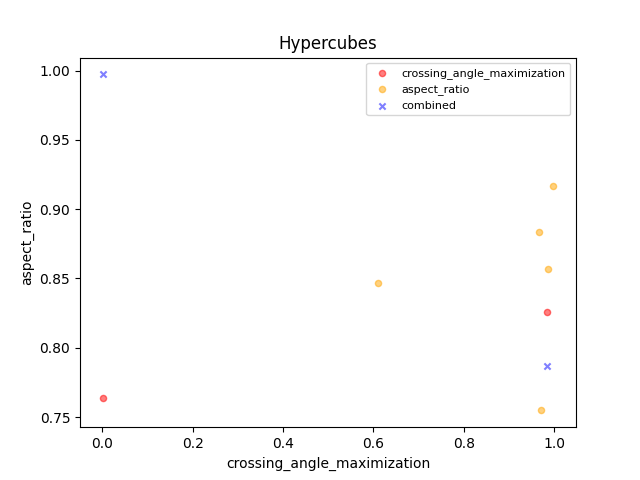 Hypercubes
crossing_angle_maximization
aspect_ratio
combined
1.00
0.95
0.90
0.85
0.80
0.75
aspect_ratio
0.0
0.2
0.4
0.6
0.8
1.0
crossing_angle_maximization